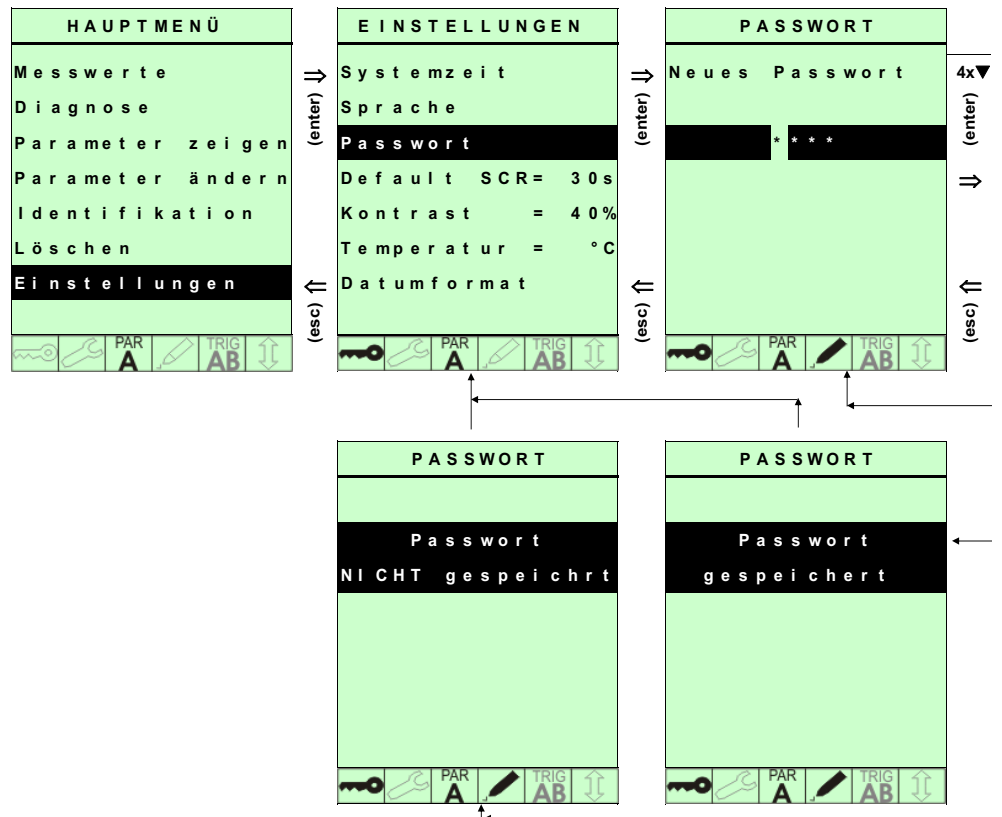 HAUPTMENÜ
Messwerte
Diagnose
Parameter zeigen
Parameter ändern
Identifikation
Löschen
Einstellungen
PAR
A
TRIG
AB
⇒
(enter)
⇐
(esc)
EINSTELLUNGEN
Systemzeit
Sprache
Passwort
Default SCR= 30s
Kontrast = 40%
Temperatur = °C
Datumformat
PAR
A
TRIG
AB
⇒
(enter)
⇐
(esc)
PASSWORT
Neues Passwort
****
PAR
A
TRIG
AB
4x▼
(enter)
⇒
⇐
(esc)
PASSWORT
Passwort
NICHT gespeichrt
PAR
A
TRIG
AB
PASSWORT
Passwort
gespeichert
PAR
A
TRIG
AB